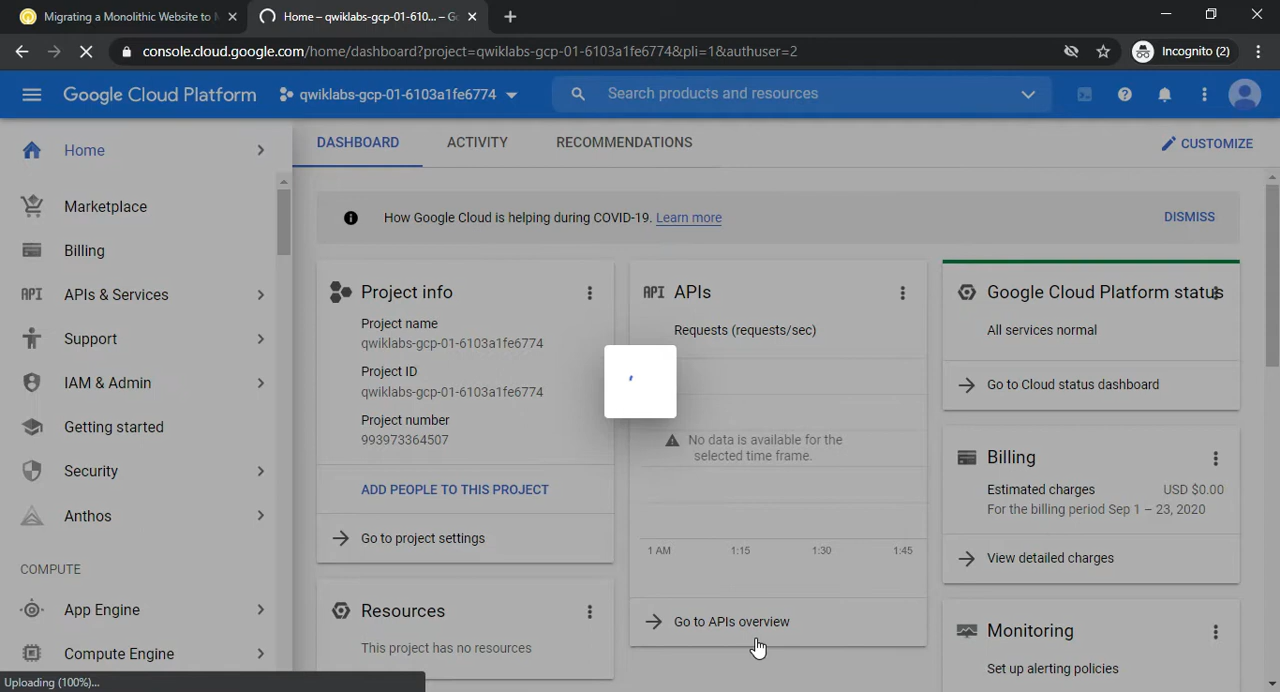 Migrating a Monolithic Website to
Home – qwiklabs-gcp-01-610... – G
console.cloud.google.com/home/dashboard?project=qwiklabs-gcp-01-6103a1fe6774&pli=1&authuser=2
Incognito (2)
Google Cloud Platform
qwiklabs-gcp-01-6103a1fe6774
Search products and resources
Home
Marketplace
Billing
API APIs & Services
Support
IAM & Admin
Getting started
Security
Anthos
COMPUTE
App Engine
Compute Engine
DASHBOARD
ACTIVITY
RECOMMENDATIONS
CUSTOMIZE
How Google Cloud is helping during COVID-19. Learn more
DISMISS
Project info
Project name
qwiklabs-gcp-01-6103a1fe6774
Project ID
qwiklabs-gcp-01-6103a1fe6774
Project number
993973364507
ADD PEOPLE TO THIS PROJECT
Go to project settings
Resources
This project has no resources
API APIs
Requests (requests/sec)
No data is available for the
selected time frame.
1 AM 1:15 1:30 1:45
Go to APIs overview
Google Cloud Platform status
All services normal
Go to Cloud status dashboard
Billing
Estimated charges USD $0.00
For the billing period Sep 1 – 23, 2020
View detailed charges
Monitoring
Set up alerting policies
Uploading (100%)...